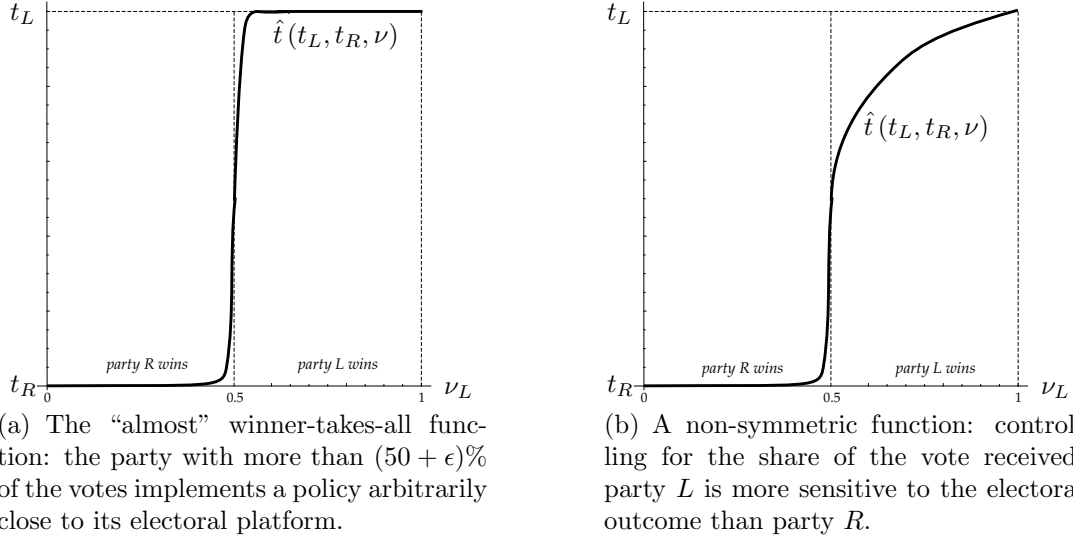 t_L
t̂ (t_L, t_R, ν)
party R wins
party L wins
t_R
0
0.5
1
ν_L
(a) The “almost” winner-takes-all func-
tion: the party with more than (50 + ϵ)%
of the votes implements a policy arbitrarily
close to its electoral platform.
t_L
t̂ (t_L, t_R, ν)
party R wins
party L wins
t_R
0
0.5
1
ν_L
(b) A non-symmetric function: control
ling for the share of the vote received
party L is more sensitive to the electora
outcome than party R.